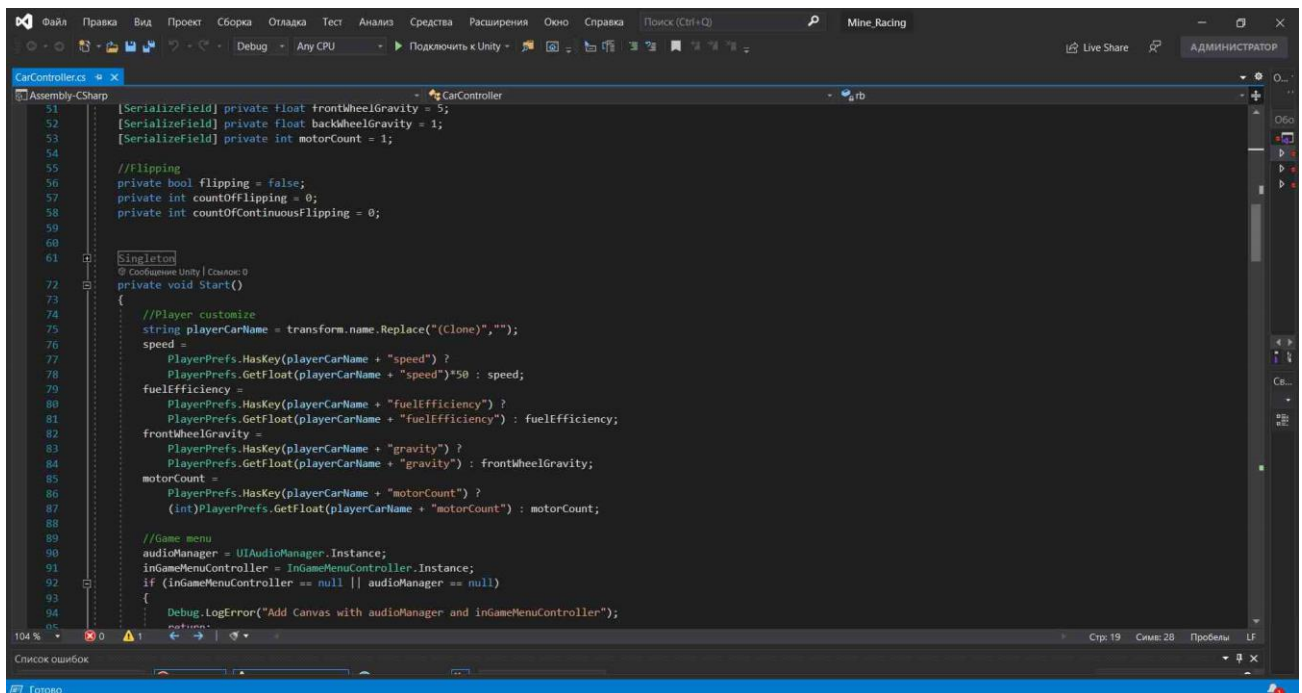 Файл Правка Вид Проект Сборка Отладка Тест Анализ Средства Расширения Окно Справка Поиск (Ctrl+Q) Mine_Racing
Debug Any CPU Подключить к Unity Live Share АДМИНИСТРАТОР
CarController.cs О...
Assembly-CSharp CarController rb
51 [SerializeField] private float frontWheelGravity = 5;
52 [SerializeField] private float backWheelGravity = 1;
53 [SerializeField] private int motorCount = 1;
54
55 //Flipping
56 private bool flipping = false;
57 private int countOfFlipping = 0;
58 private int countOfContinuousFlipping = 0;
59
60
61 Singleton
Сообщение Unity | Ссылок: 0
72 private void Start()
73 {
74 //Player customize
75 string playerCarName = transform.name.Replace("(Clone)","");
76 speed =
77 PlayerPrefs.HasKey(playerCarName + "speed") ?
78 PlayerPrefs.GetFloat(playerCarName + "speed")*50 : speed;
79 fuelEfficiency =
80 PlayerPrefs.HasKey(playerCarName + "fuelEfficiency") ?
81 PlayerPrefs.GetFloat(playerCarName + "fuelEfficiency") : fuelEfficiency;
82 frontWheelGravity =
83 PlayerPrefs.HasKey(playerCarName + "gravity") ?
84 PlayerPrefs.GetFloat(playerCarName + "gravity") : frontWheelGravity;
85 motorCount =
86 PlayerPrefs.HasKey(playerCarName + "motorCount") ?
87 (int)PlayerPrefs.GetFloat(playerCarName + "motorCount") : motorCount;
88
89 //Game menu
90 audioManager = UIAudioManager.Instance;
91 inGameMenuController = InGameMenuController.Instance;
92 if (inGameMenuController == null || audioManager == null)
93 {
94 Debug.LogError("Add Canvas with audioManager and inGameMenuController");
95 return;
Обо
Св...
104 % 0 1 Стр: 19 Симв: 28 Пробелы LF
Список ошибок
Готово